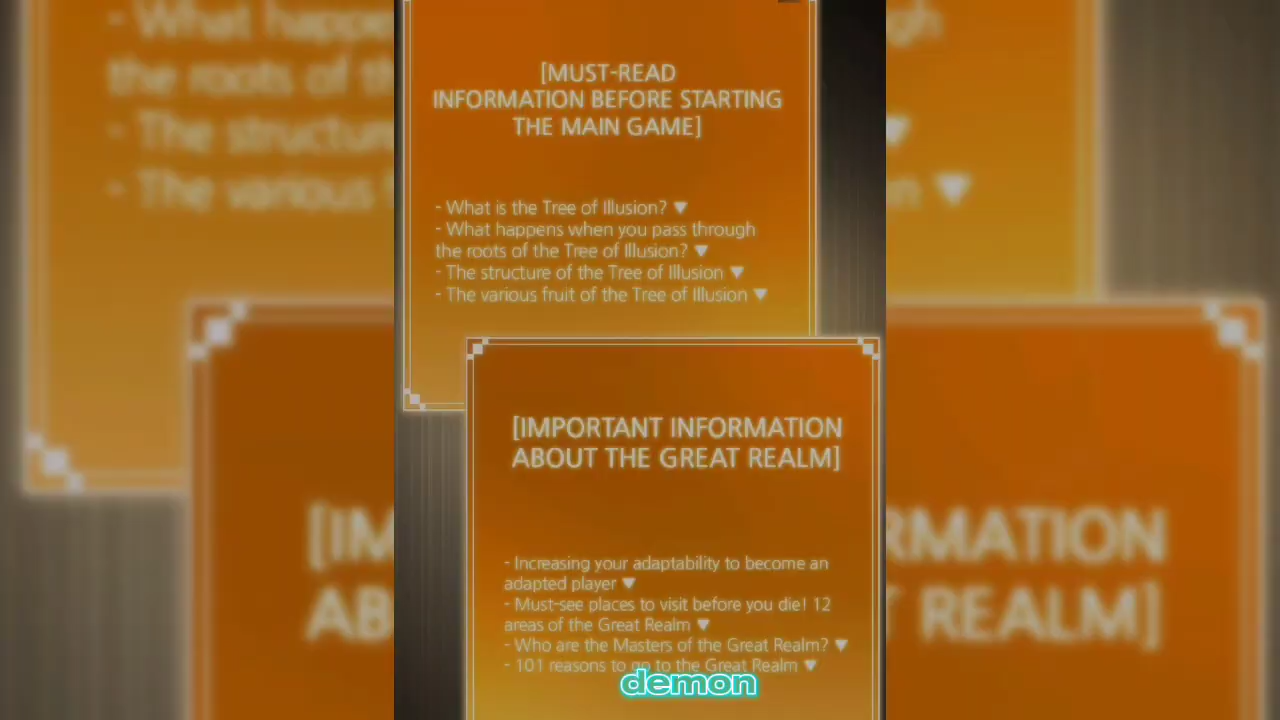 [MUST-READ
INFORMATION BEFORE STARTING
THE MAIN GAME]
- What is the Tree of Illusion? ▼
- What happens when you pass through
the roots of the Tree of Illusion? ▼
- The structure of the Tree of Illusion ▼
- The various fruit of the Tree of Illusion ▼
[IMPORTANT INFORMATION
ABOUT THE GREAT REALM]
- Increasing your adaptability to become an
adapted player ▼
- Must-see places to visit before you die! 12
areas of the Great Realm ▼
- Who are the Masters of the Great Realm? ▼
- 101 reasons to go to the Great Realm ▼
demon